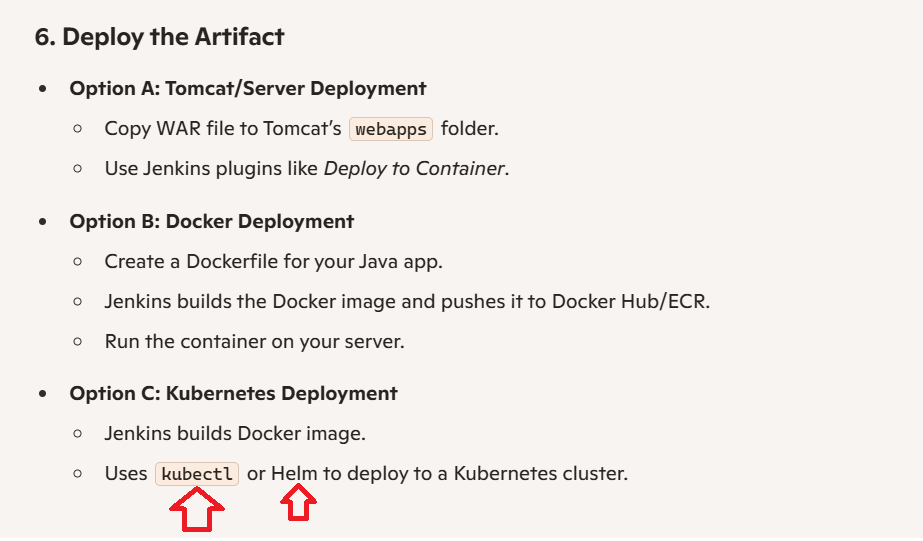 6. Deploy the Artifact
Option A: Tomcat/Server Deployment
Copy WAR file to Tomcat’s webapps folder.
Use Jenkins plugins like Deploy to Container.
Option B: Docker Deployment
Create a Dockerfile for your Java app.
Jenkins builds the Docker image and pushes it to Docker Hub/ECR.
Run the container on your server.
Option C: Kubernetes Deployment
Jenkins builds Docker image.
Uses kubectl or Helm to deploy to a Kubernetes cluster.